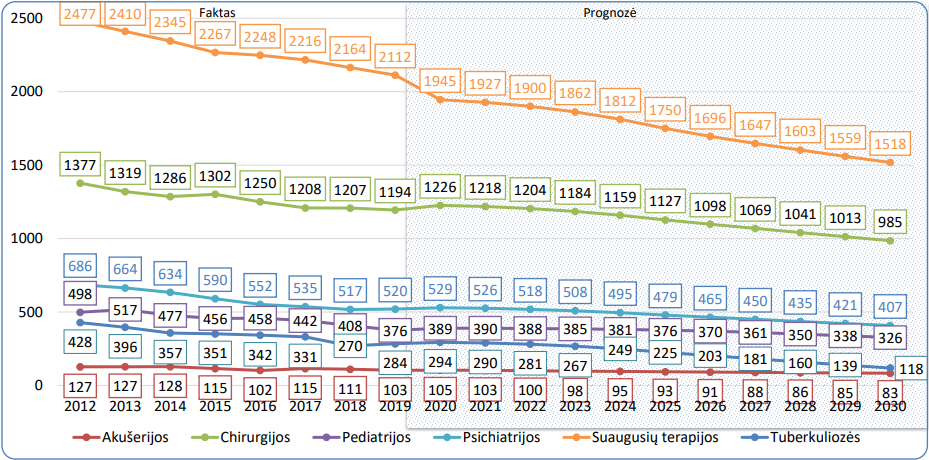 Faktas Prognozė
2500
2477 2410 2345 2267 2248 2216 2164 2112 1945 1927 1900 1862 1812 1750 1696 1647 1603 1559 1518
2000
1500
1377 1319 1286 1302 1250 1208 1207 1194 1226 1218 1204 1184 1159 1127 1098 1069 1041 1013 985
1000
686 664 634 590 552 535 517 520 529 526 518 508 495 479 465 450 435 421 407
500
498 517 477 456 458 442 408 376 389 390 388 385 381 376 370 361 350 338 326
428 396 357 351 342 331 270 284 294 290 281 267 249 225 203 181 160 139 118
0
127 127 128 115 102 115 111 103 105 103 100 98 95 93 91 88 86 85 83
2012 2013 2014 2015 2016 2017 2018 2019 2020 2021 2022 2023 2024 2025 2026 2027 2028 2029 2030
Akušerijos Chirurgijos Pediatrijos Psichiatrijos Suaugusių terapijos Tuberkuliozės